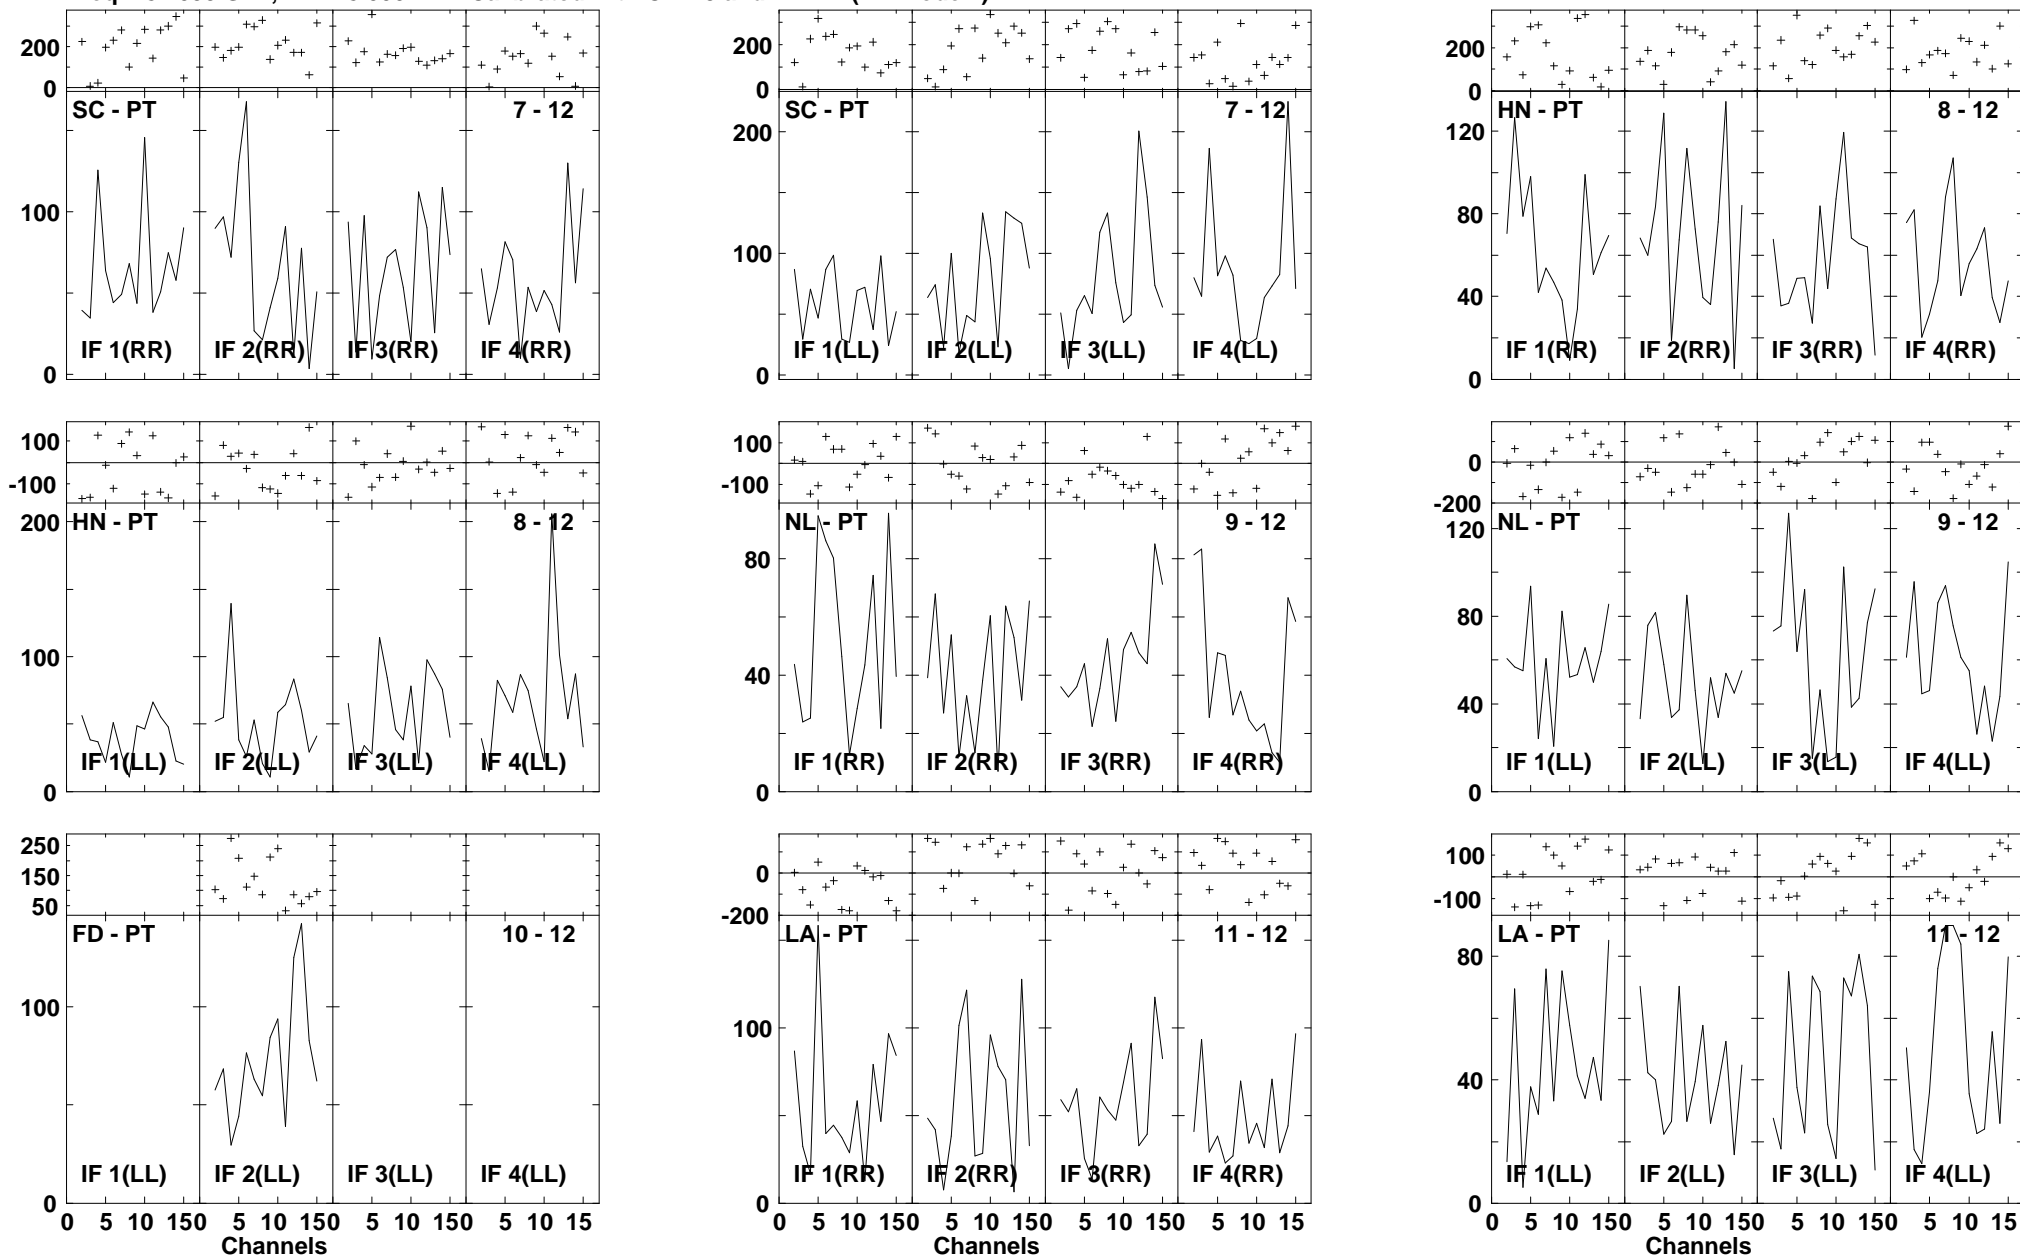 200
0
200
0
200
0
SC - PT 7 - 12
SC - PT 7 - 12
HN - PT 8 - 12
100
0
200
100
0
120
80
40
0
IF 1(RR) IF 2(RR) IF 3(RR) IF 4(RR)
IF 1(LL) IF 2(LL) IF 3(LL) IF 4(LL)
IF 1(RR) IF 2(RR) IF 3(RR) IF 4(RR)
100
-100
100
-100
0
-200
HN - PT 8 - 12
NL - PT 9 - 12
NL - PT 9 - 12
200
100
0
80
40
0
120
80
40
0
IF 1(LL) IF 2(LL) IF 3(LL) IF 4(LL)
IF 1(RR) IF 2(RR) IF 3(RR) IF 4(RR)
IF 1(LL) IF 2(LL) IF 3(LL) IF 4(LL)
250
150
50
0
-200
100
-100
FD - PT 10 - 12
LA - PT 11 - 12
LA - PT 11 - 12
100
0
100
0
80
40
0
IF 1(LL) IF 2(LL) IF 3(LL) IF 4(LL)
IF 1(RR) IF 2(RR) IF 3(RR) IF 4(RR)
IF 1(LL) IF 2(LL) IF 3(LL) IF 4(LL)
0 5 10 150 5 10 150 5 10 150 5 10 15
0 5 10 150 5 10 150 5 10 150 5 10 15
0 5 10 150 5 10 150 5 10 150 5 10 15
Channels
Channels
Channels